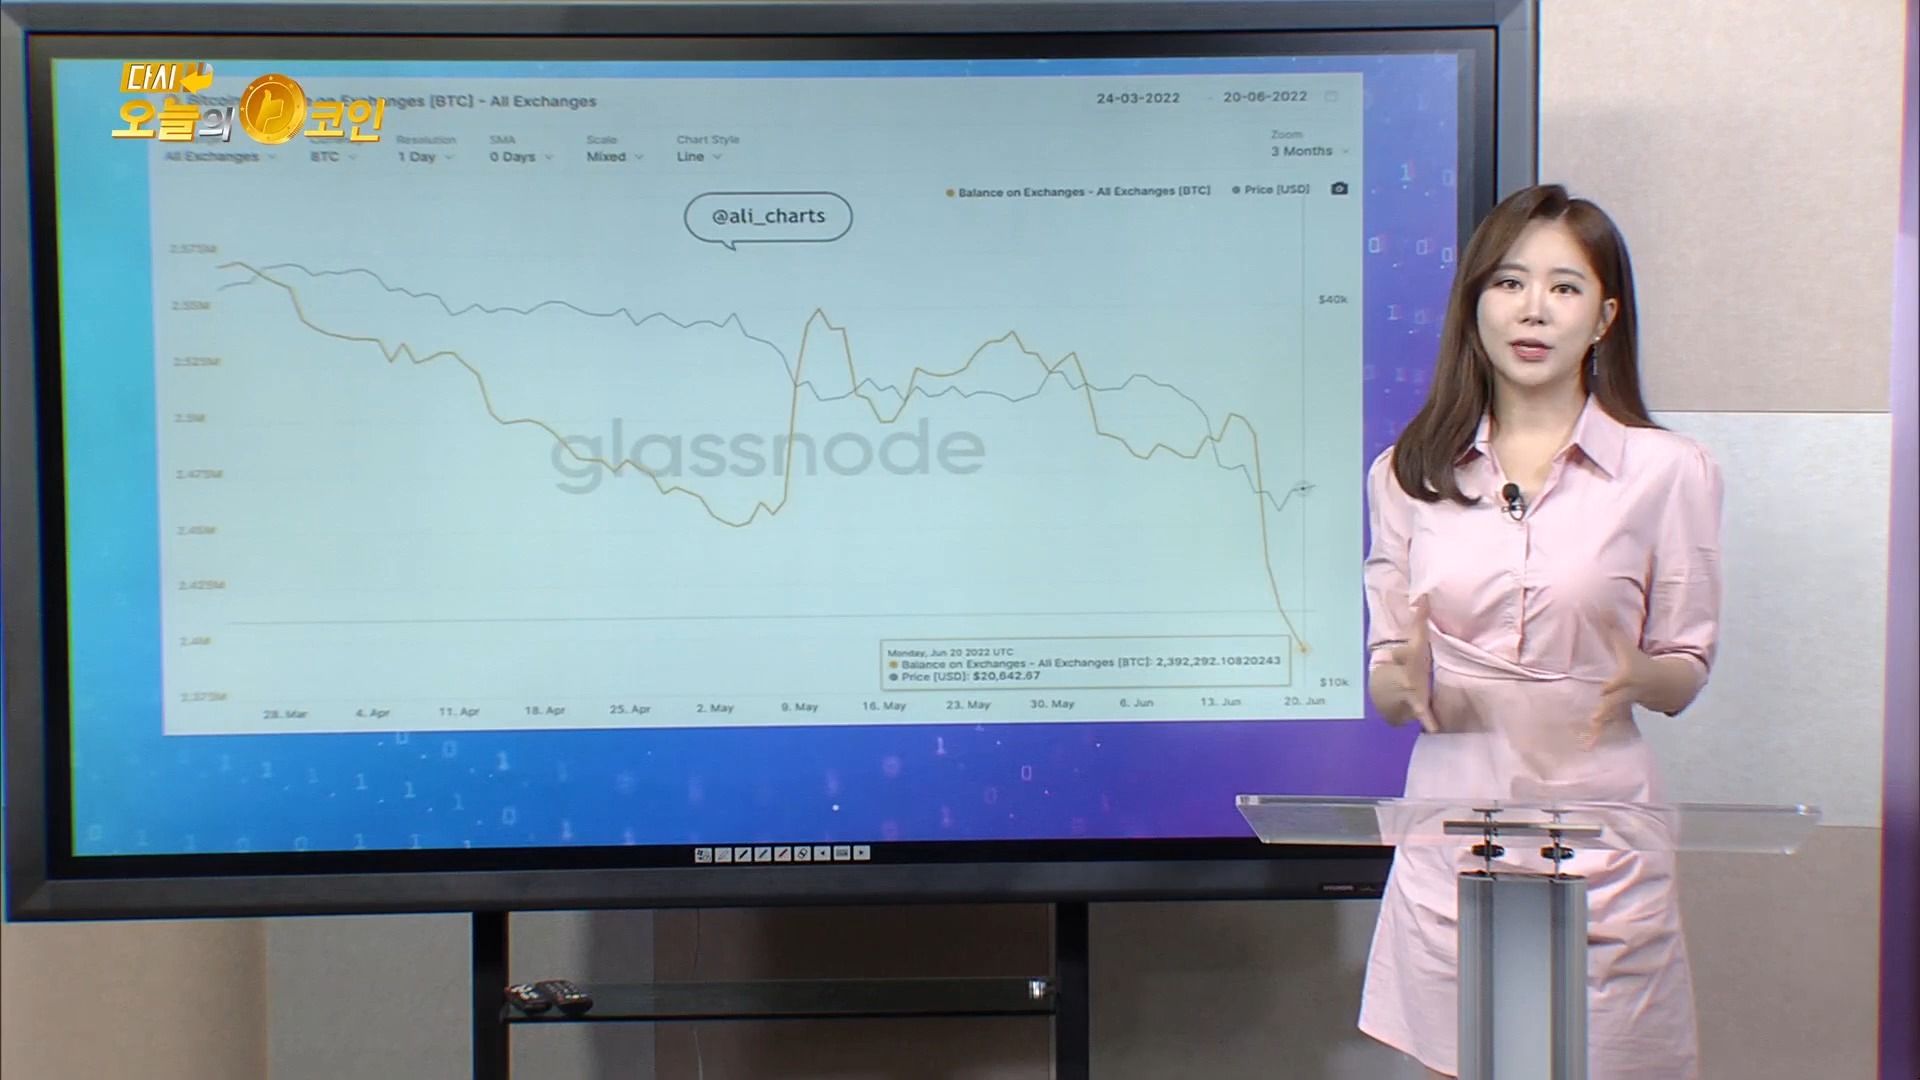 다시
오늘의 코인
on Exchanges [BTC] - All Exchanges
24-03-2022 → 20-06-2022
Resolution SMA Scale Chart Style Zoom
All Exchanges BTC 1 Day 0 Days Mixed Line 3 Months
Balance on Exchanges - All Exchanges [BTC] Price [USD]
@ali_charts
2.575M
2.55M
2.525M
2.5M
2.475M
2.45M
2.425M
2.4M
2.375M
$40k
$10k
glassnode
Monday, Jun 20 2022 UTC
Balance on Exchanges - All Exchanges [BTC]: 2,392,292.10820243
Price [USD]: $20,642.67
28. Mar 4. Apr 11. Apr 18. Apr 25. Apr 2. May 9. May 16. May 23. May 30. May 6. Jun 13. Jun 20. Jun
HYUNDAI